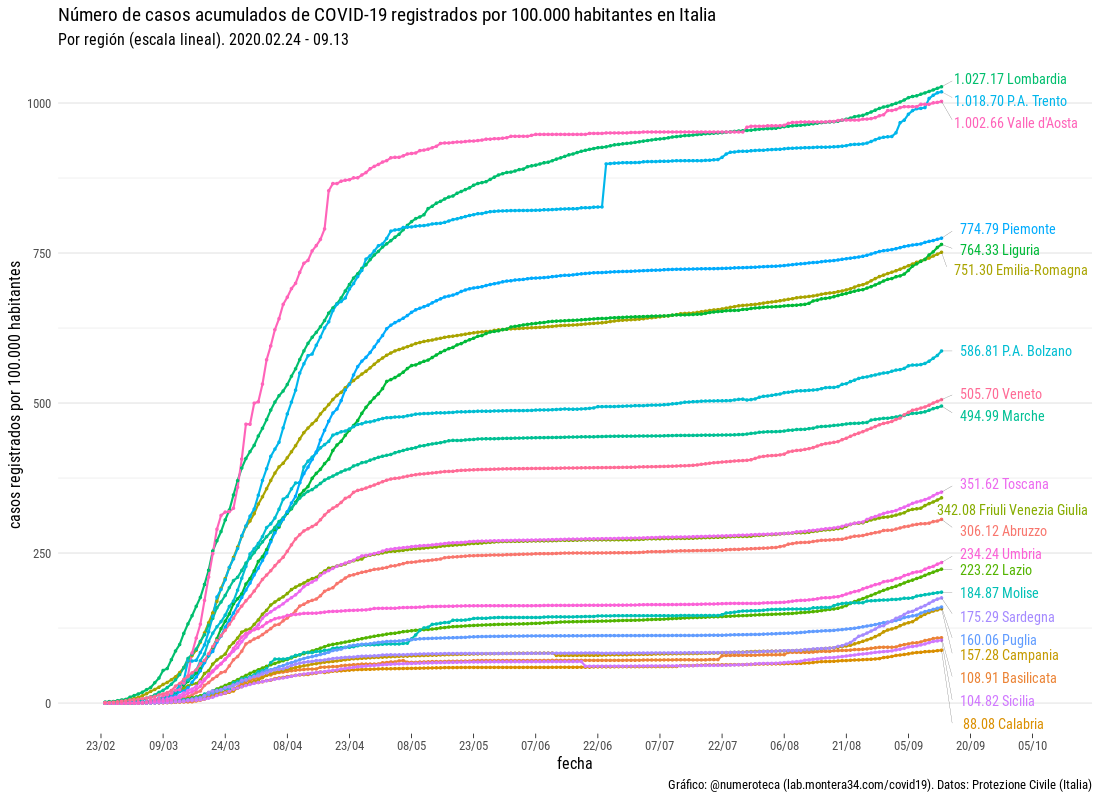 Número de casos acumulados de COVID-19 registrados por 100.000 habitantes en Italia
Por región (escala lineal). 2020.02.24 - 09.13
casos registrados por 100.000 habitantes
1000
750
500
250
0
1.027.17 Lombardia
1.018.70 P.A. Trento
1.002.66 Valle d'Aosta
774.79 Piemonte
764.33 Liguria
751.30 Emilia-Romagna
586.81 P.A. Bolzano
505.70 Veneto
494.99 Marche
351.62 Toscana
342.08 Friuli Venezia Giulia
306.12 Abruzzo
234.24 Umbria
223.22 Lazio
184.87 Molise
175.29 Sardegna
160.06 Puglia
157.28 Campania
108.91 Basilicata
104.82 Sicilia
88.08 Calabria
23/02 09/03 24/03 08/04 23/04 08/05 23/05 07/06 22/06 07/07 22/07 06/08 21/08 05/09 20/09 05/10
fecha
Gráfico: @numeroteca (lab.montera34.com/covid19). Datos: Protezione Civile (Italia)